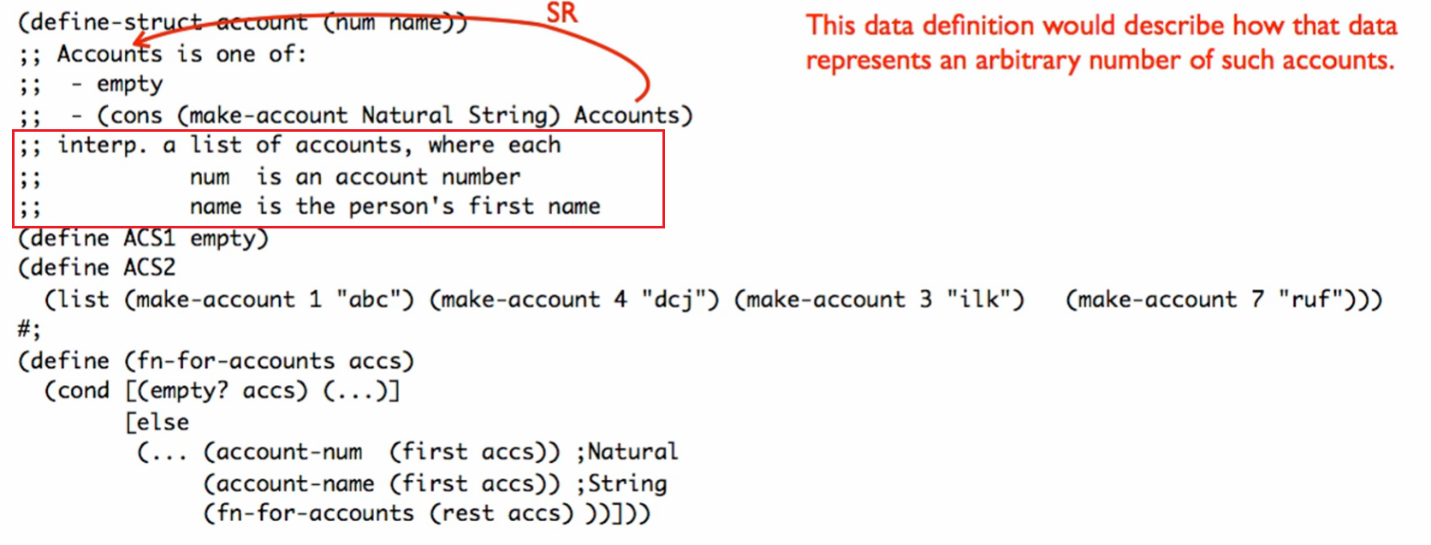 (define-struct account (num name))
SR
This data definition would describe how that data
represents an arbitrary number of such accounts.
;; Accounts is one of:
;;  - empty
;;  - (cons (make-account Natural String) Accounts)
;; interp. a list of accounts, where each
;;           num  is an account number
;;           name is the person's first name
(define ACS1 empty)
(define ACS2
  (list (make-account 1 "abc") (make-account 4 "dcj") (make-account 3 "ilk")   (make-account 7 "ruf")))
#;
(define (fn-for-accounts accs)
  (cond [(empty? accs) (...)]
        [else
         (... (account-num  (first accs)) ;Natural
              (account-name (first accs)) ;String
              (fn-for-accounts (rest accs) ))]))